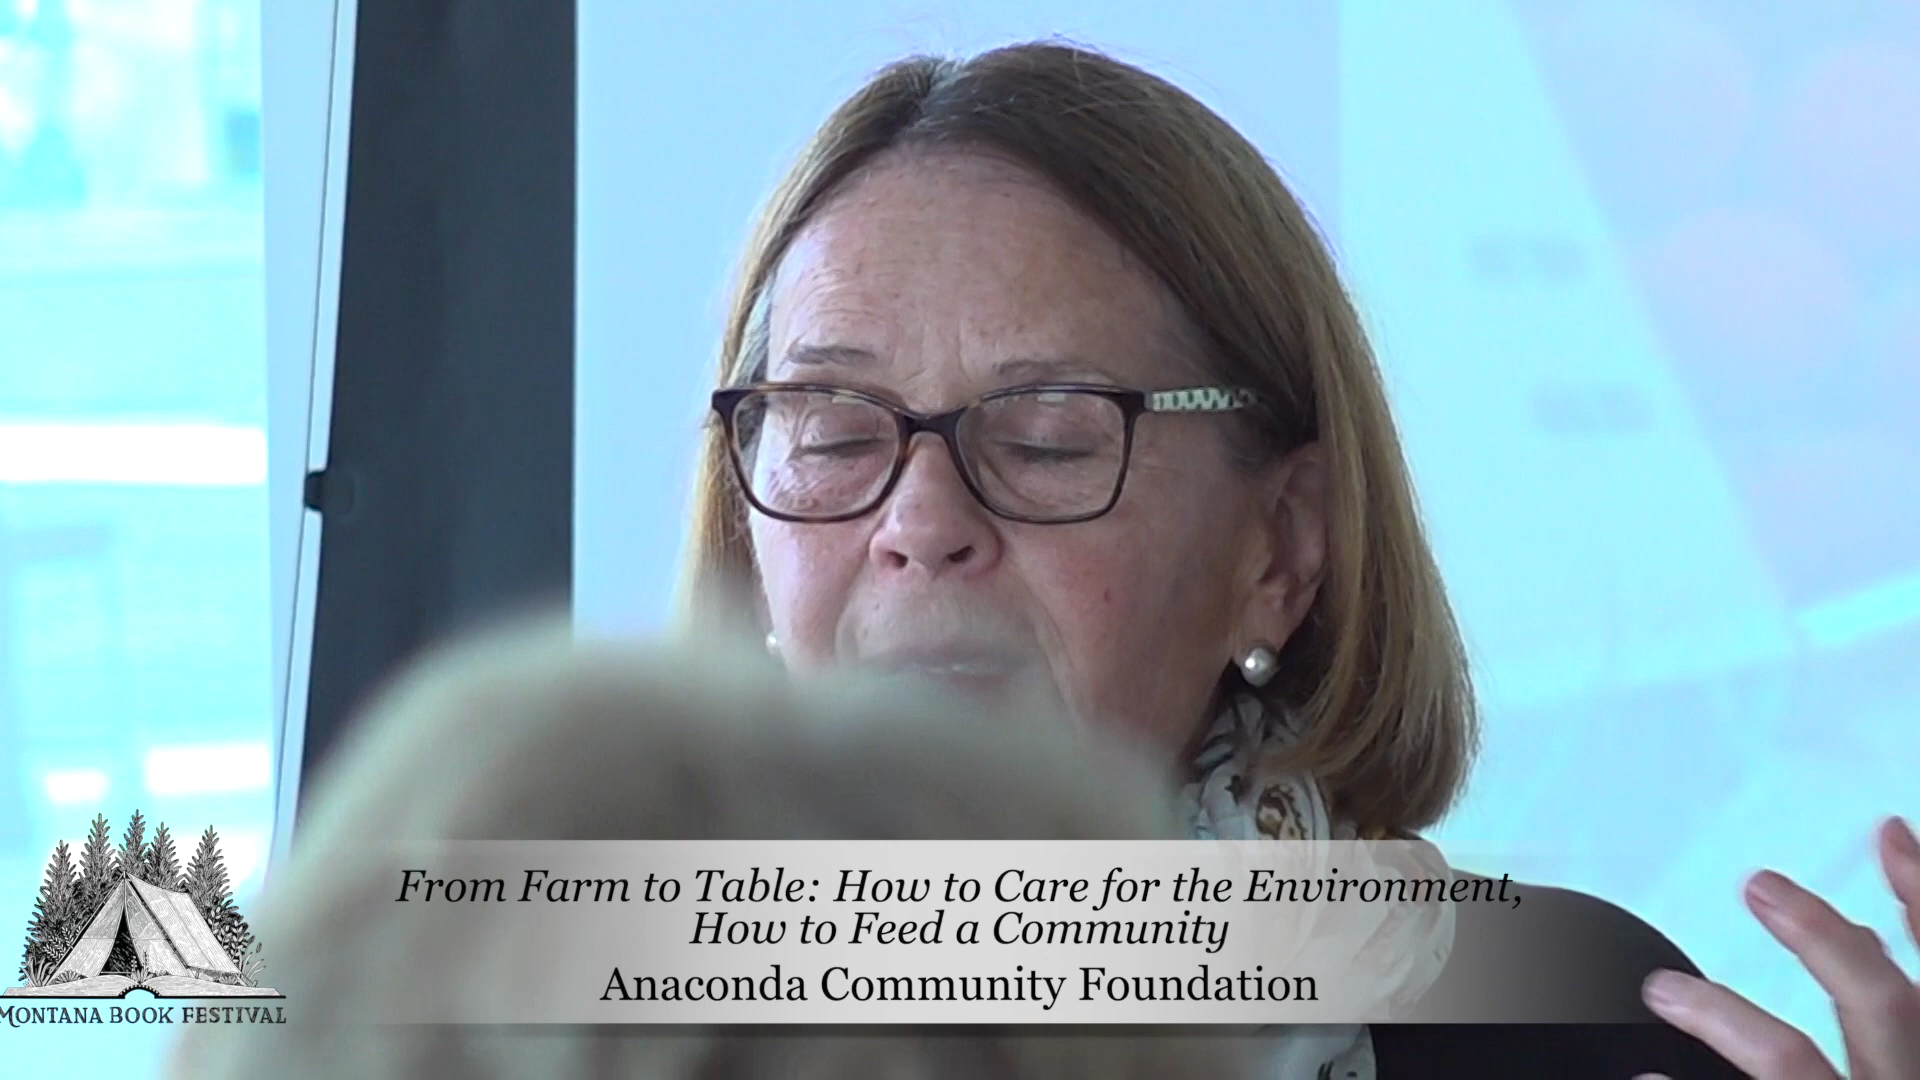 From Farm to Table: How to Care for the Environment,
How to Feed a Community
Anaconda Community Foundation
MONTANA BOOK FESTIVAL